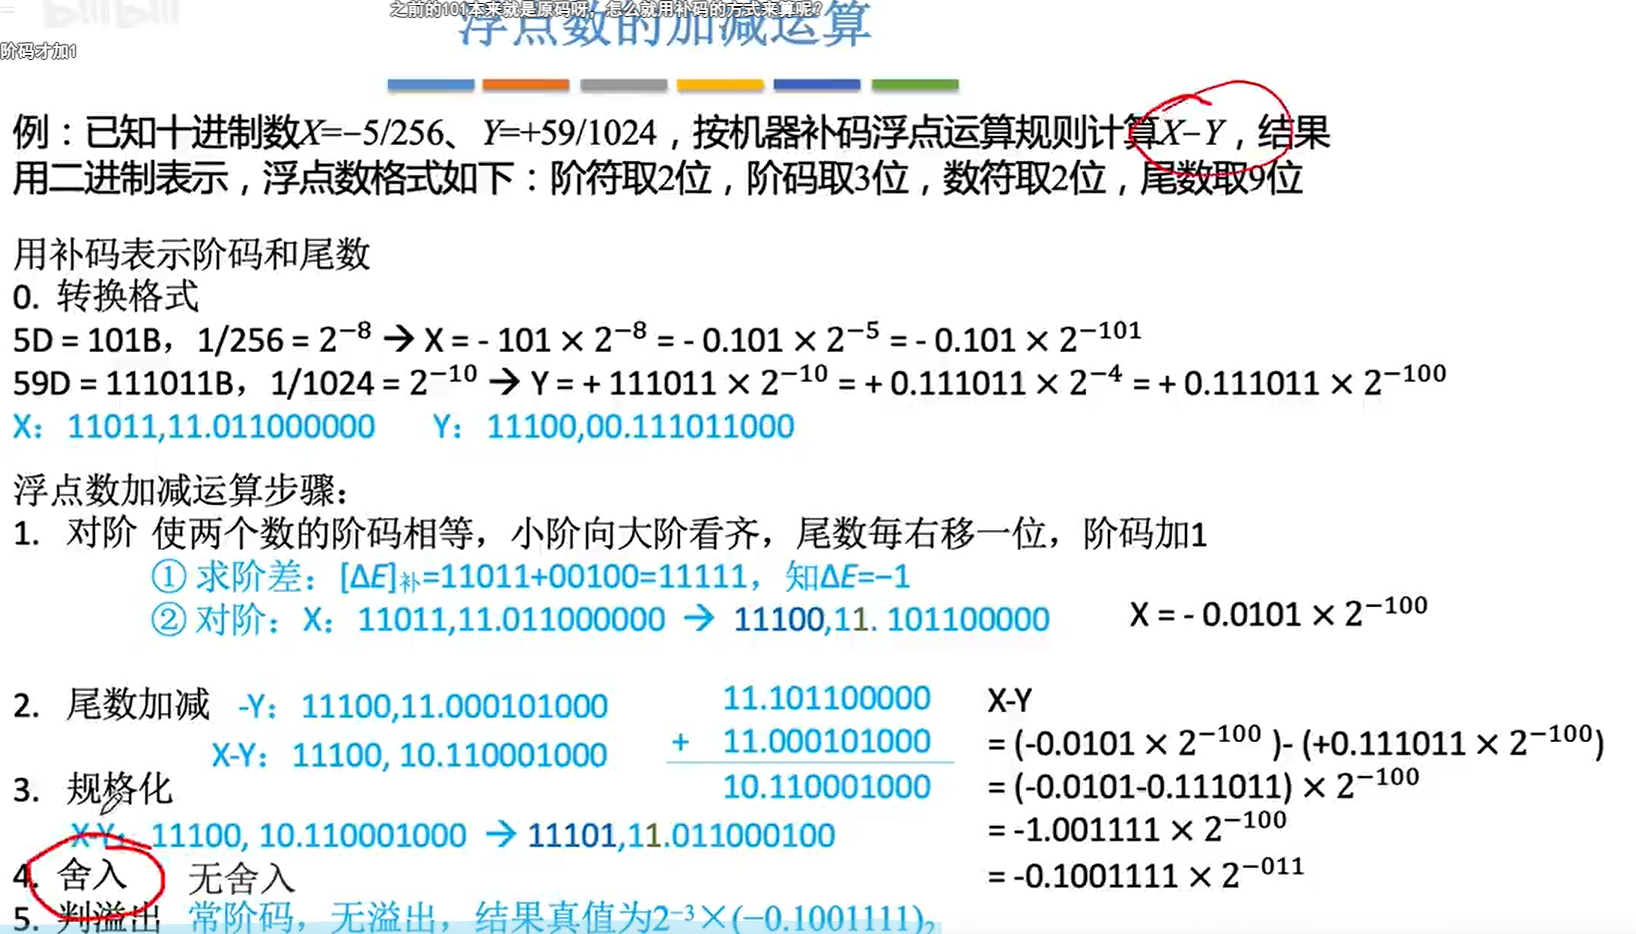 bilibili
之前的101本来就是原码呀，怎么就用补码的方式来算呢？
浮点数的加减运算
阶码才加1
例：已知十进制数X=−5/256、Y=+59/1024，按机器补码浮点运算规则计算X−Y，结果
用二进制表示，浮点数格式如下：阶符取2位，阶码取3位，数符取2位，尾数取9位
用补码表示阶码和尾数
0. 转换格式
5D = 101B，1/256 = 2⁻⁸ → X = - 101 × 2⁻⁸ = - 0.101 × 2⁻⁵ = - 0.101 × 2⁻¹⁰¹
59D = 111011B，1/1024 = 2⁻¹⁰ → Y = + 111011 × 2⁻¹⁰ = + 0.111011 × 2⁻⁴ = + 0.111011 × 2⁻¹⁰⁰
X： 11011,11.011000000 Y： 11100,00.111011000
浮点数加减运算步骤：
1. 对阶 使两个数的阶码相等，小阶向大阶看齐，尾数每右移一位，阶码加1
① 求阶差：[ΔE]补=11011+00100=11111，知ΔE=−1
② 对阶：X： 11011,11.011000000 → 11100,11. 101100000 X = - 0.0101 × 2⁻¹⁰⁰
2. 尾数加减 -Y： 11100,11.000101000
X-Y： 11100, 10.110001000
11.101100000
+ 11.000101000
10.110001000
X-Y
= (-0.0101 × 2⁻¹⁰⁰ )- (+0.111011 × 2⁻¹⁰⁰)
= (-0.0101-0.111011) × 2⁻¹⁰⁰
= -1.001111 × 2⁻¹⁰⁰
= -0.1001111 × 2⁻⁰¹¹
3. 规格化
X-Y： 11100, 10.110001000 → 11101,11.011000100
4. 舍入 无舍入
5. 判溢出 常阶码，无溢出，结果真值为2⁻³×(−0.1001111)₂